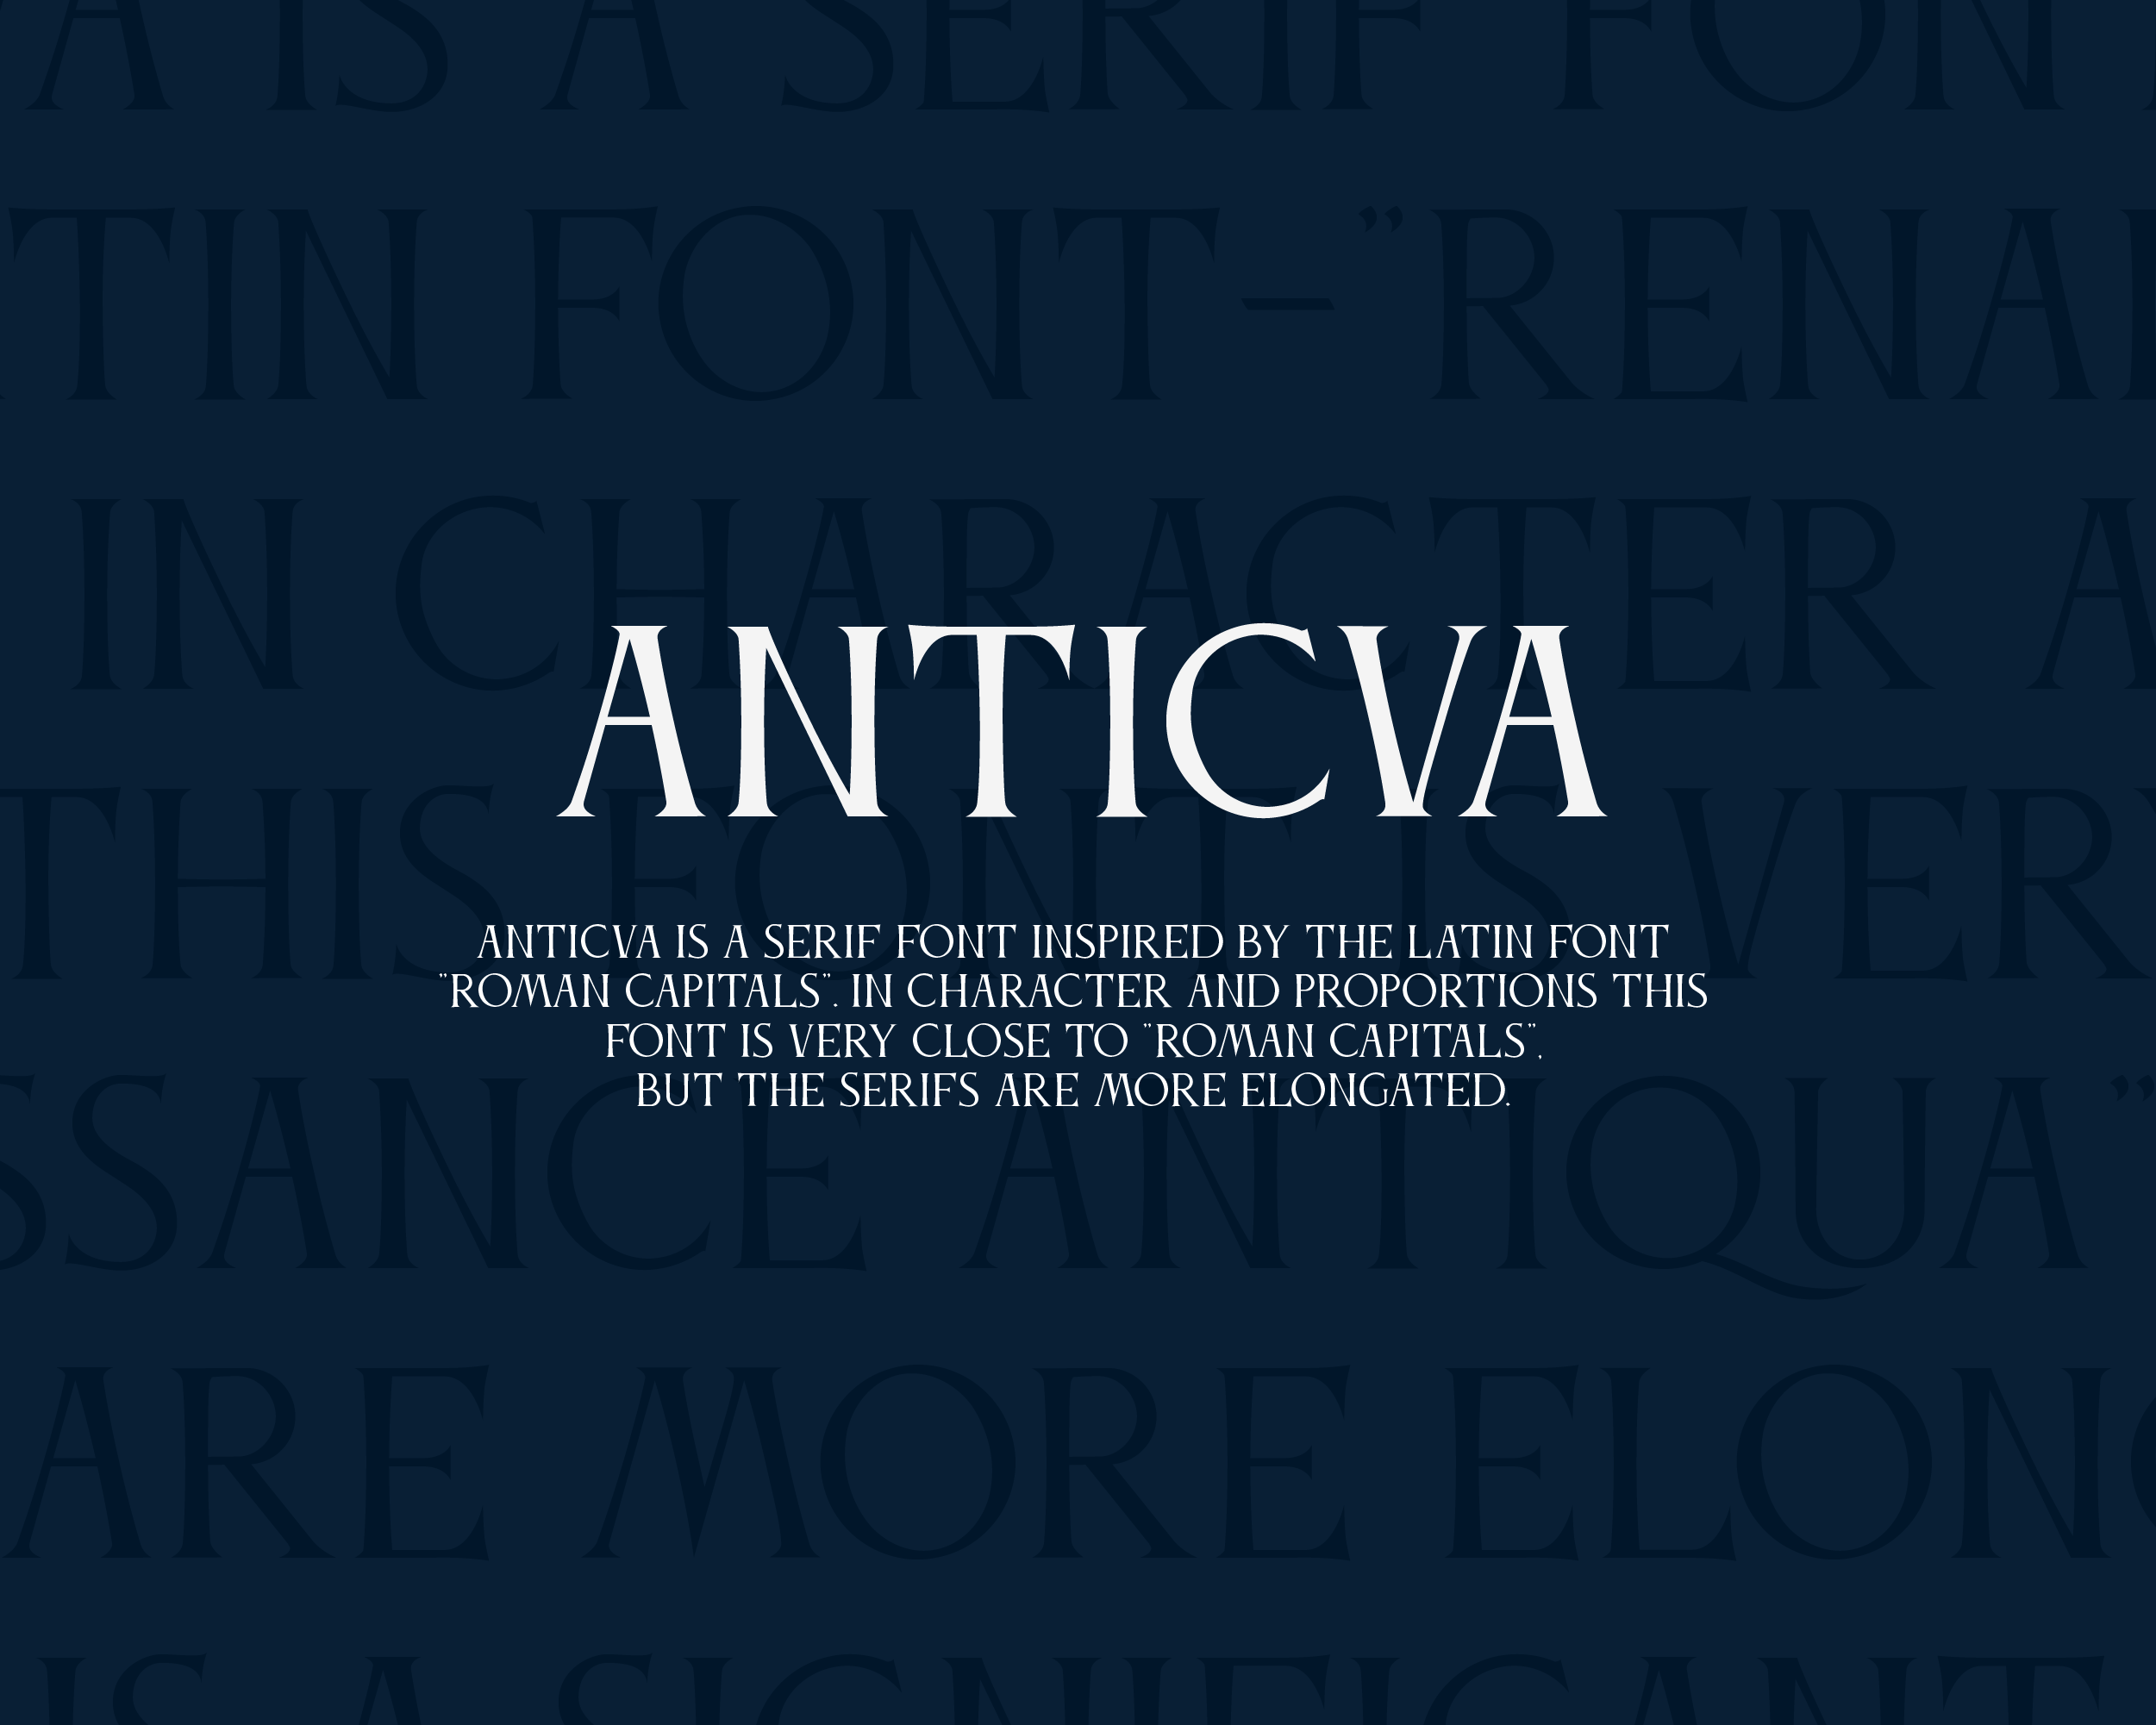 A IS A SERIF FONT
TIN FONT - "RENAI
IN CHARACTER A
ANTICVA
THIS FONT IS VER
ANTICVA IS A SERIF FONT INSPIRED BY THE LATIN FONT
"ROMAN CAPITALS". IN CHARACTER AND PROPORTIONS THIS
FONT IS VERY CLOSE TO "ROMAN CAPITALS",
BUT THE SERIFS ARE MORE ELONGATED.
SSANCE ANTIQUA"
ARE MORE ELONG
IS A SIGNIFICANT